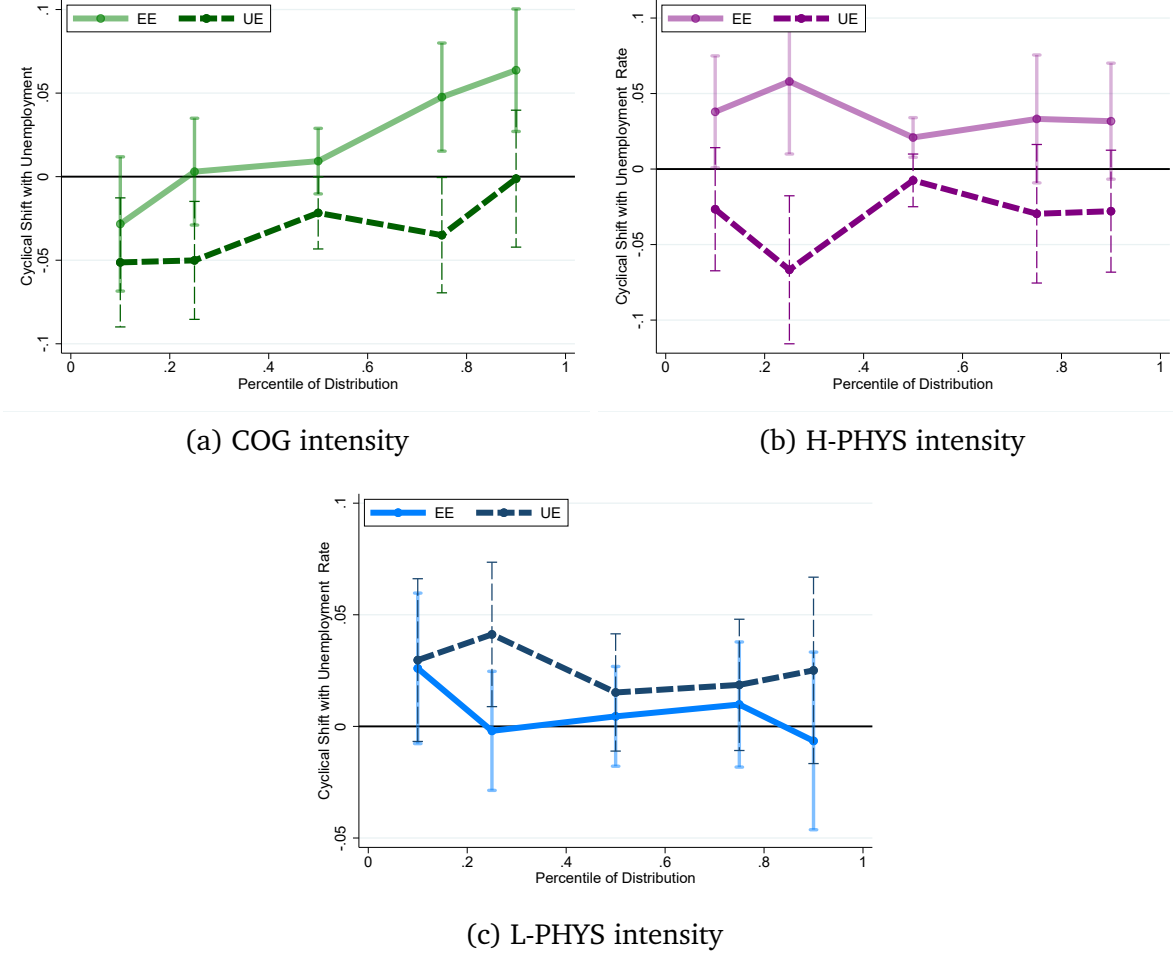 EE UE
Cyclical Shift with Unemployment
.1
.05
0
-.05
-.1
0 .2 .4 .6 .8 1
Percentile of Distribution
(a) COG intensity
EE UE
Cyclical Shift with Unemployment Rate
.1
.05
0
-.05
-.1
0 .2 .4 .6 .8 1
Percentile of Distribution
(b) H-PHYS intensity
EE UE
Cyclical Shift with Unemployment Rate
.1
.05
0
-.05
0 .2 .4 .6 .8 1
Percentile of Distribution
(c) L-PHYS intensity